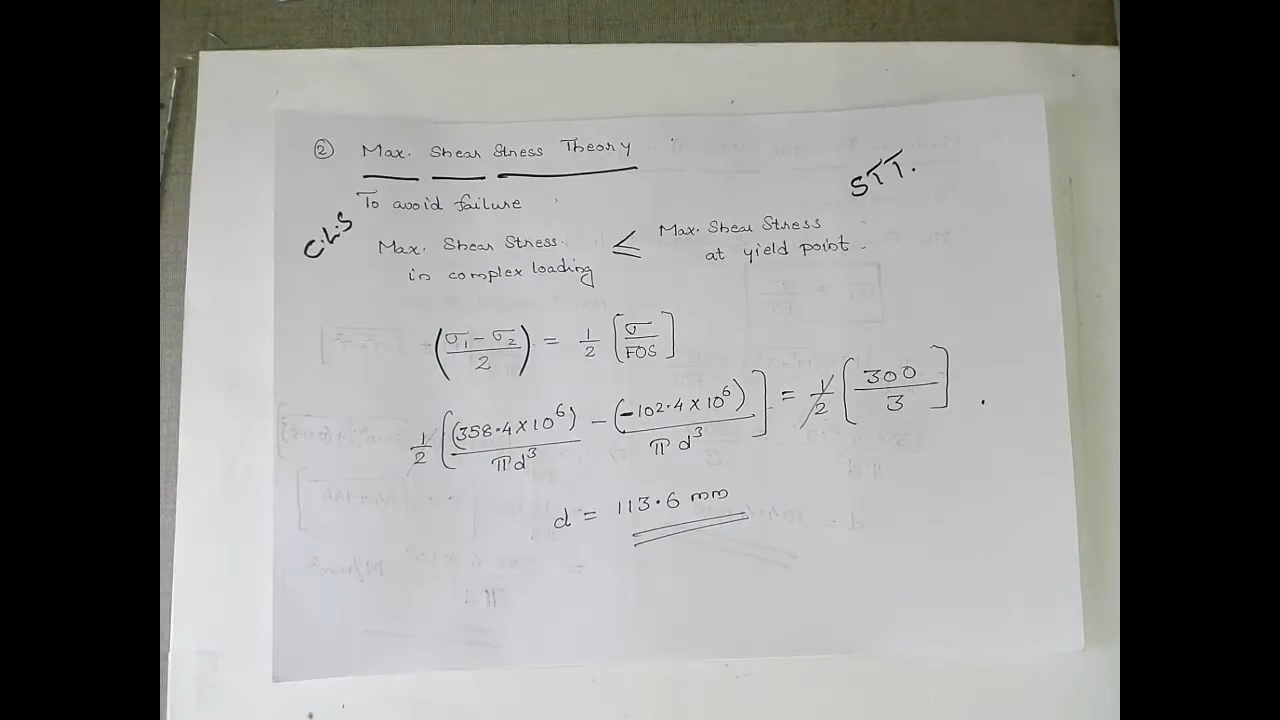 ② Max. Shear Stress Theory
STT.
To avoid failure
C.L.S
Max. Shear Stress. ≤ Max. Shear Stress
in complex loading at yield point.
(σ₁ - σ₂ / 2) = 1/2 [σ / FOS]
1/2 [(358.4 × 10⁶) / πd³ - (-102.4 × 10⁶) / πd³] = 1/2 [300 / 3]
d = 113.6 mm